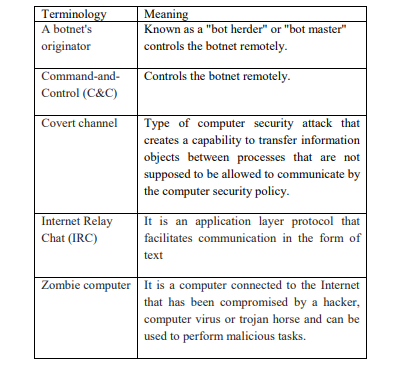 Terminology Meaning
A botnet's Known as a "bot herder" or "bot master"
originator controls the botnet remotely.
Command-and- Controls the botnet remotely.
Control (C&C)
Covert channel Type of computer security attack that
creates a capability to transfer information
objects between processes that are not
supposed to be allowed to communicate by
the computer security policy.
Internet Relay It is an application layer protocol that
Chat (IRC) facilitates communication in the form of
text
Zombie computer It is a computer connected to the Internet
that has been compromised by a hacker,
computer virus or trojan horse and can be
used to perform malicious tasks.